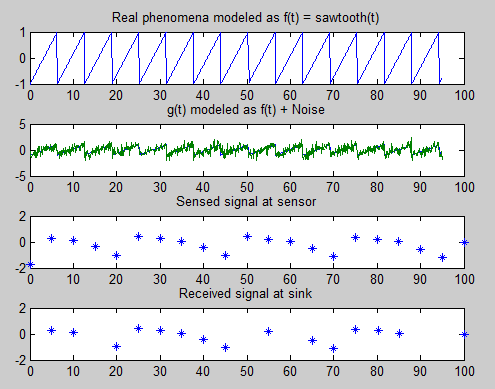 Real phenomena modeled as f(t) = sawtooth(t)
1
0
-1
0 10 20 30 40 50 60 70 80 90 100
g(t) modeled as f(t) + Noise
5
0
-5
0 10 20 30 40 50 60 70 80 90 100
Sensed signal at sensor
2
0
-2
0 10 20 30 40 50 60 70 80 90 100
Received signal at sink
2
0
-2
0 10 20 30 40 50 60 70 80 90 100